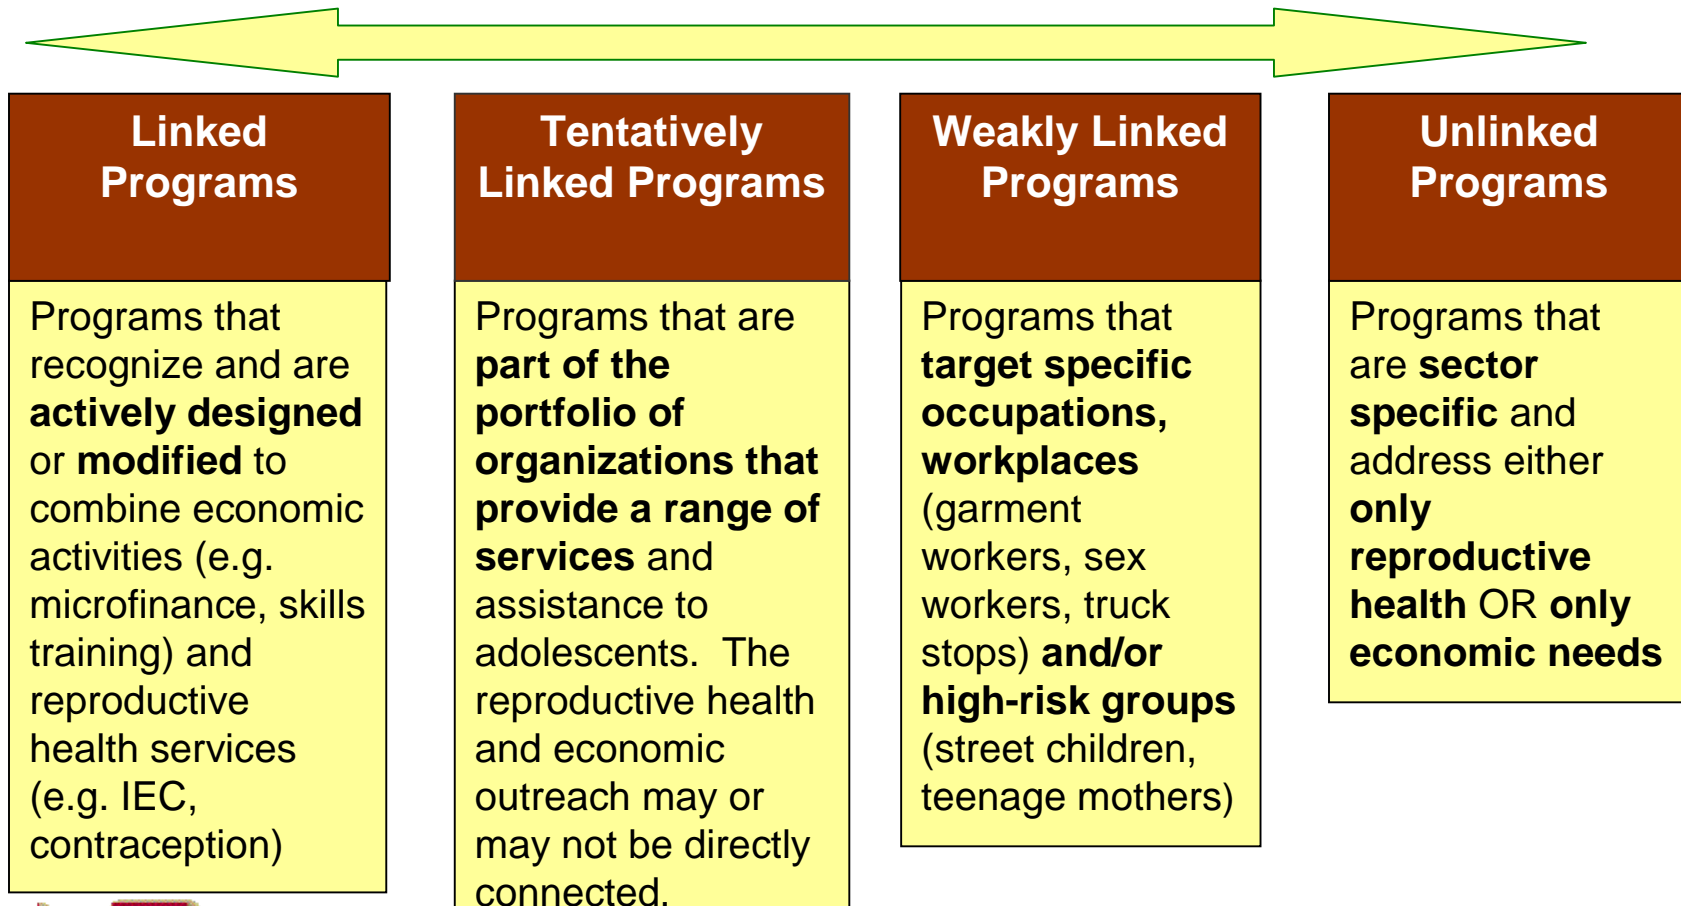 Linked
Programs
Programs that
recognize and are
actively designed
or modified to
combine economic
activities (e.g.
microfinance, skills
training) and
reproductive
health services
(e.g. IEC,
contraception)
Tentatively
Linked Programs
Programs that are
part of the
portfolio of
organizations that
provide a range of
services and
assistance to
adolescents.  The
reproductive health
and economic
outreach may or
may not be directly
connected.
Weakly Linked
Programs
Programs that
target specific
occupations,
workplaces
(garment
workers, sex
workers, truck
stops) and/or
high-risk groups
(street children,
teenage mothers)
Unlinked
Programs
Programs that
are sector
specific and
address either
only
reproductive
health OR only
economic needs